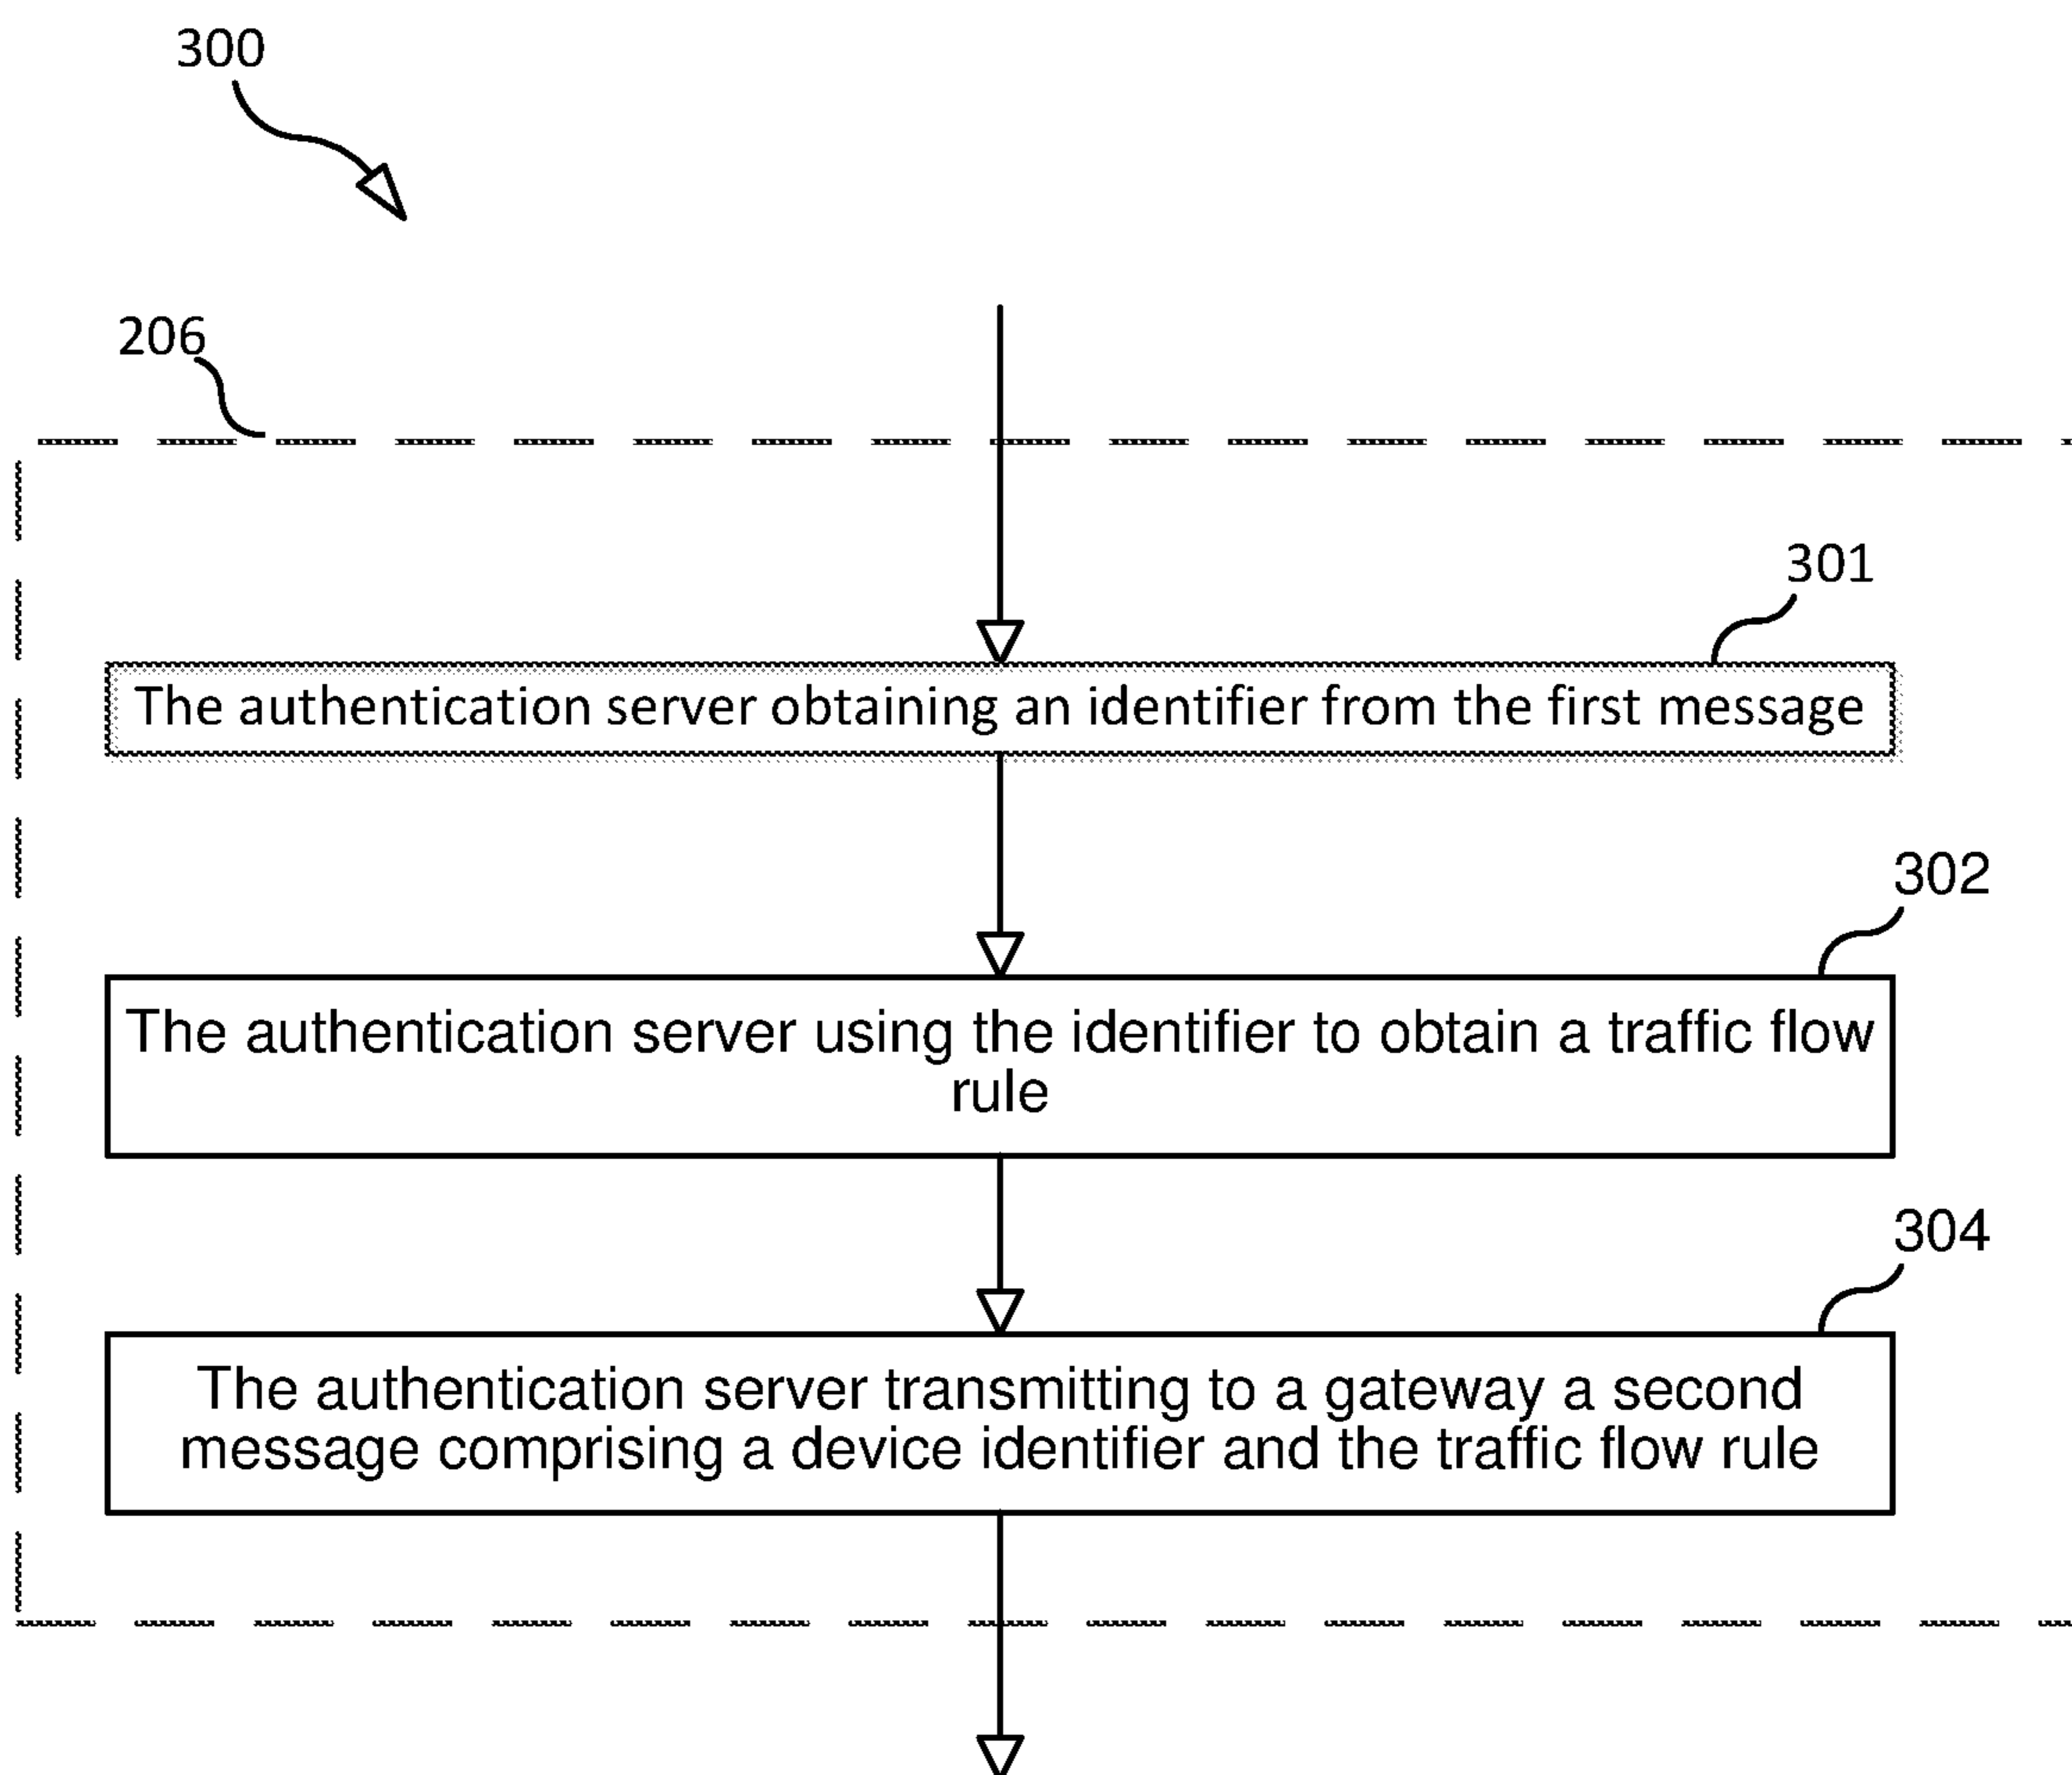 300
206
301
The authentication server obtaining an identifier from the first message
302
The authentication server using the identifier to obtain a traffic flow
rule
304
The authentication server transmitting to a gateway a second
message comprising a device identifier and the traffic flow rule